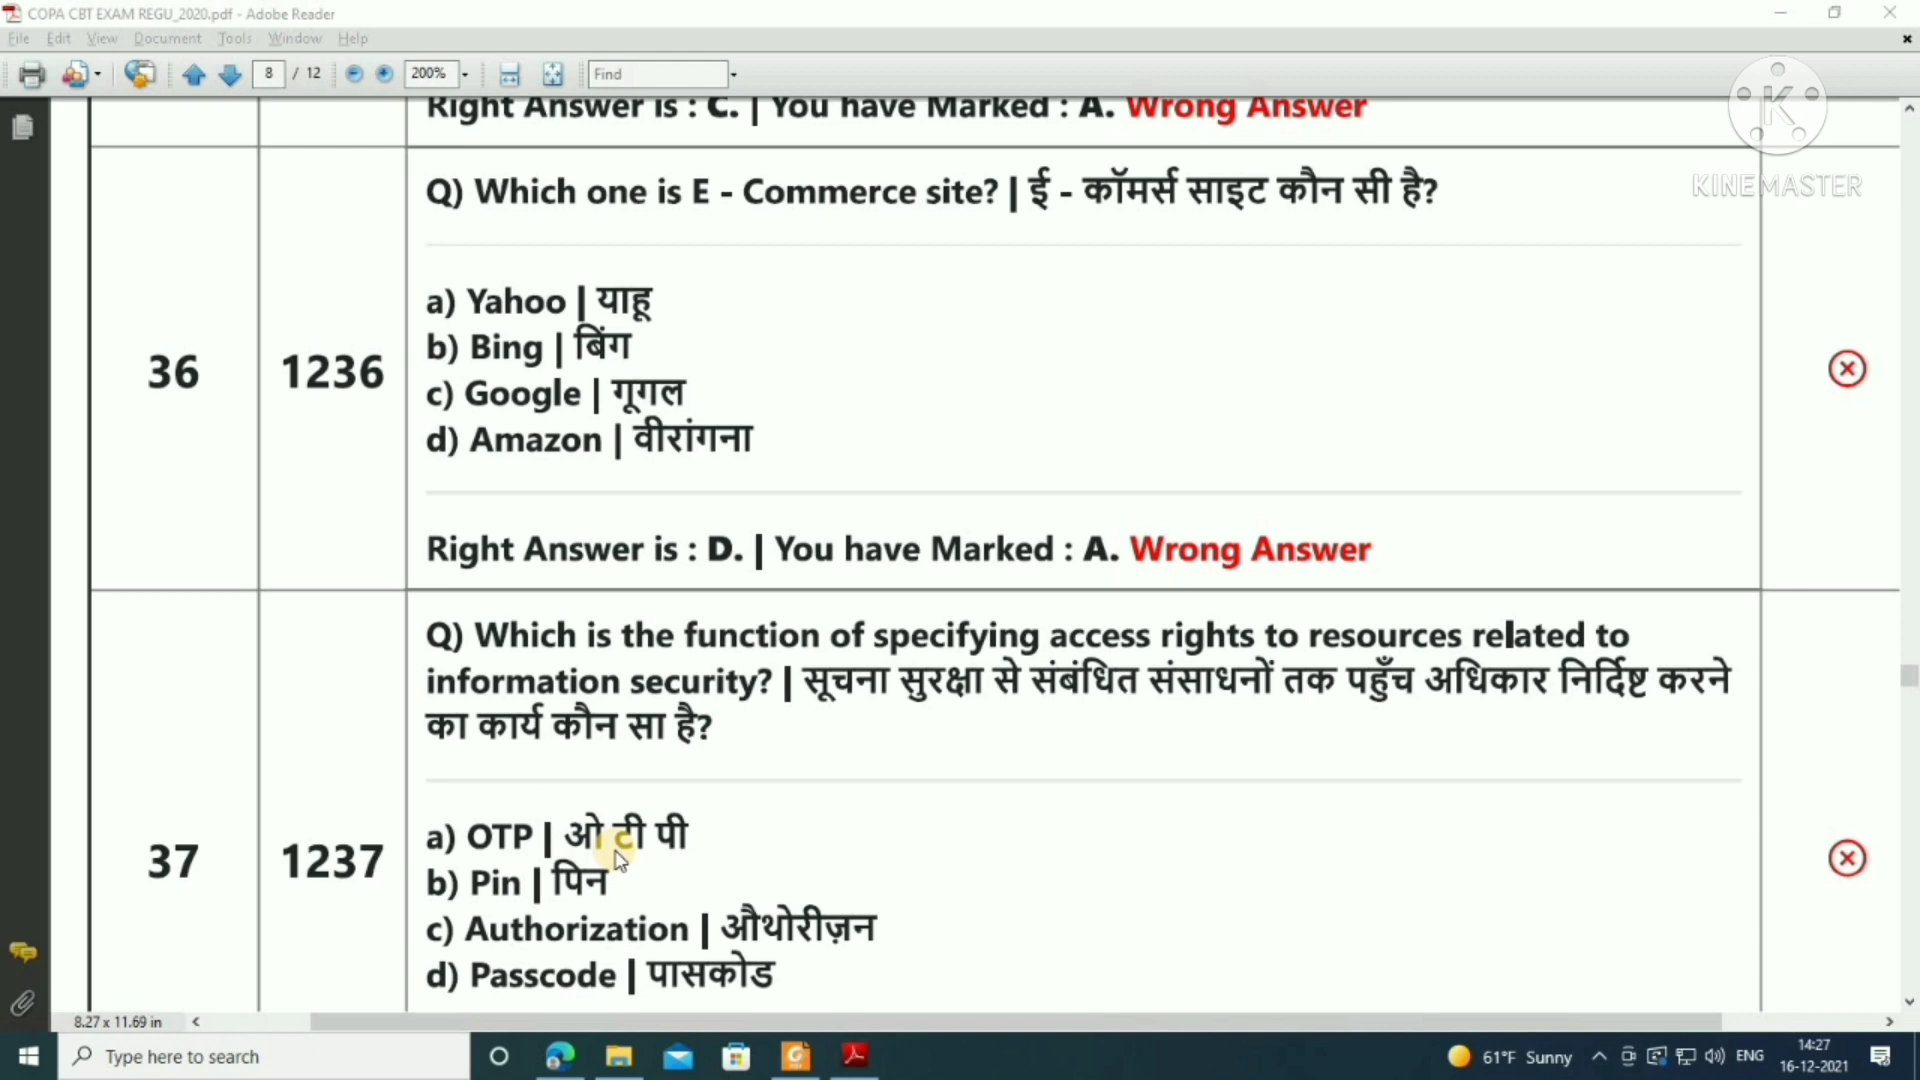 COPA CBT EXAM REGU_2020.pdf - Adobe Reader
File Edit View Document Tools Window Help
8 / 12 200% Find
Right Answer is : C. | You have Marked : A. Wrong Answer
K
KINEMASTER
36
1236
Q) Which one is E - Commerce site? | ई - कॉमर्स साइट कौन सी है?
a) Yahoo | याहू
b) Bing | बिंग
c) Google | गूगल
d) Amazon | वीरांगना
Right Answer is : D. | You have Marked : A. Wrong Answer
37
1237
Q) Which is the function of specifying access rights to resources related to
information security? | सूचना सुरक्षा से संबंधित संसाधनों तक पहुँच अधिकार निर्दिष्ट करने
का कार्य कौन सा है?
a) OTP | ओ टी पी
b) Pin | पिन
c) Authorization | औथोरीज़न
d) Passcode | पासकोड
8.27 x 11.69 in
Type here to search
61°F Sunny
ENG
14:27
16-12-2021